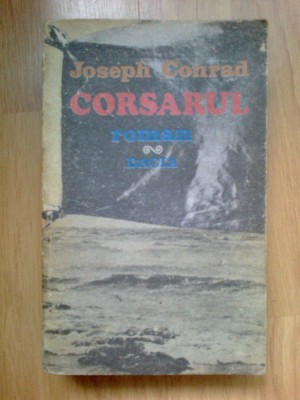 Joseph Conrad
CORSARUL
roman
dacia